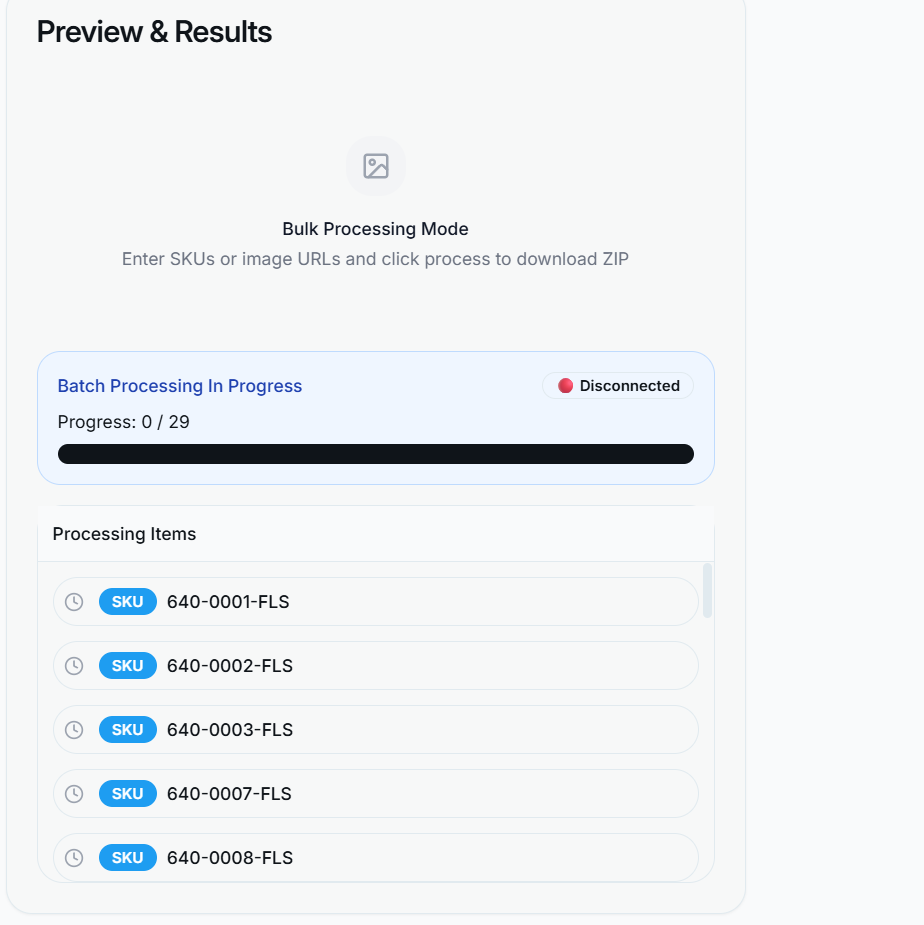 Preview & Results
Bulk Processing Mode
Enter SKUs or image URLs and click process to download ZIP
Batch Processing In Progress
Disconnected
Progress: 0 / 29
Processing Items
SKU 640-0001-FLS
SKU 640-0002-FLS
SKU 640-0003-FLS
SKU 640-0007-FLS
SKU 640-0008-FLS